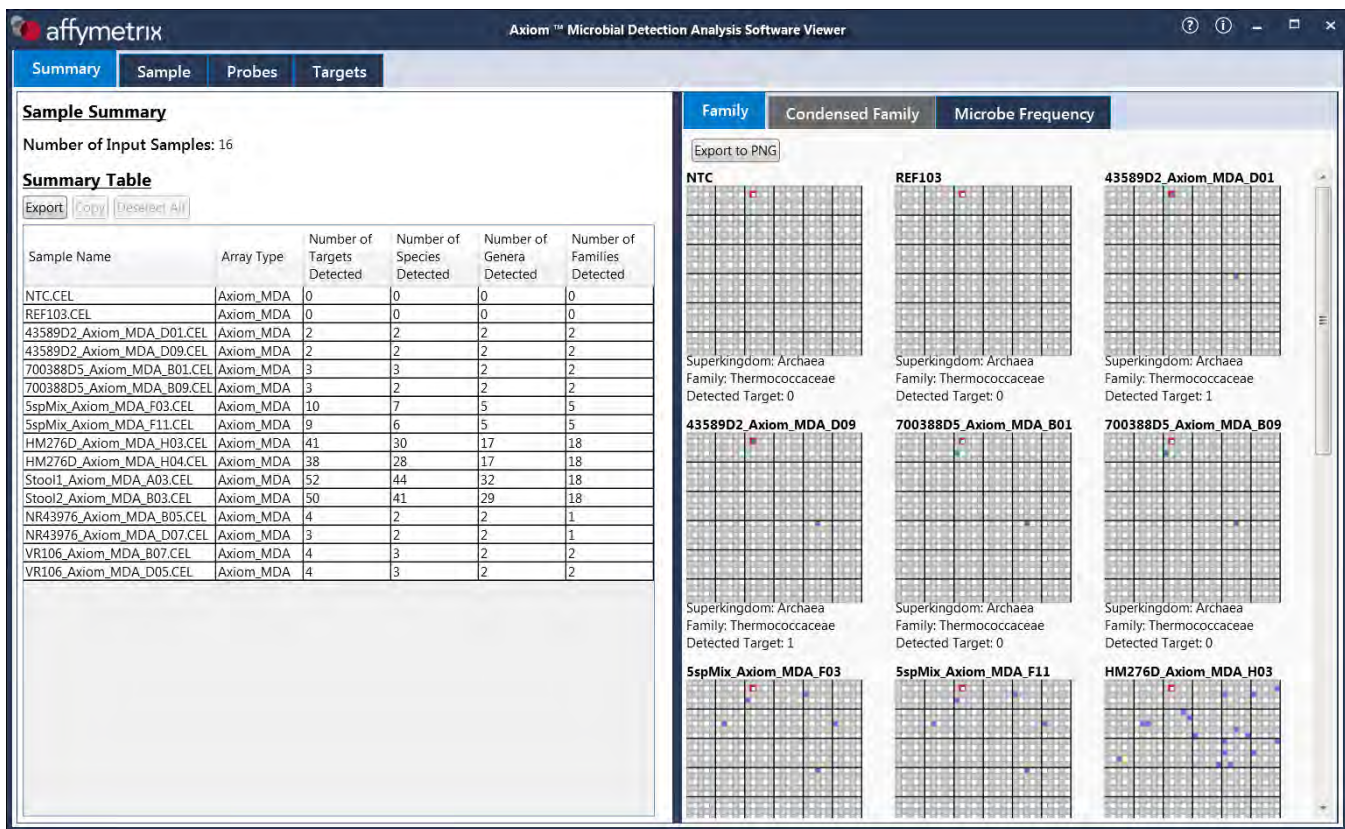 affymetrix
Axiom ™ Microbial Detection Analysis Software Viewer
Summary Sample Probes Targets
Sample Summary
Number of Input Samples: 16
Summary Table
Export Copy Deselect All
Sample Name Array Type Number of Targets Detected Number of Species Detected Number of Genera Detected Number of Families Detected
NTC.CEL Axiom_MDA 0 0 0 0
REF103.CEL Axiom_MDA 0 0 0 0
43589D2_Axiom_MDA_D01.CEL Axiom_MDA 2 2 2 2
43589D2_Axiom_MDA_D09.CEL Axiom_MDA 2 2 2 2
700388D5_Axiom_MDA_B01.CEL Axiom_MDA 3 3 2 2
700388D5_Axiom_MDA_B09.CEL Axiom_MDA 3 2 2 2
5spMix_Axiom_MDA_F03.CEL Axiom_MDA 10 7 5 5
5spMix_Axiom_MDA_F11.CEL Axiom_MDA 9 6 5 5
HM276D_Axiom_MDA_H03.CEL Axiom_MDA 41 30 17 18
HM276D_Axiom_MDA_H04.CEL Axiom_MDA 38 28 17 18
Stool1_Axiom_MDA_A03.CEL Axiom_MDA 52 44 32 18
Stool2_Axiom_MDA_B03.CEL Axiom_MDA 50 41 29 18
NR43976_Axiom_MDA_B05.CEL Axiom_MDA 4 2 2 1
NR43976_Axiom_MDA_D07.CEL Axiom_MDA 3 2 2 1
VR106_Axiom_MDA_B07.CEL Axiom_MDA 4 3 2 2
VR106_Axiom_MDA_D05.CEL Axiom_MDA 4 3 2 2
Family Condensed Family Microbe Frequency
Export to PNG
NTC REF103 43589D2_Axiom_MDA_D01
Superkingdom: Archaea Superkingdom: Archaea Superkingdom: Archaea
Family: Thermococcaceae Family: Thermococcaceae Family: Thermococcaceae
Detected Target: 0 Detected Target: 0 Detected Target: 1
43589D2_Axiom_MDA_D09 700388D5_Axiom_MDA_B01 700388D5_Axiom_MDA_B09
Superkingdom: Archaea Superkingdom: Archaea Superkingdom: Archaea
Family: Thermococcaceae Family: Thermococcaceae Family: Thermococcaceae
Detected Target: 1 Detected Target: 0 Detected Target: 0
5spMix_Axiom_MDA_F03 5spMix_Axiom_MDA_F11 HM276D_Axiom_MDA_H03